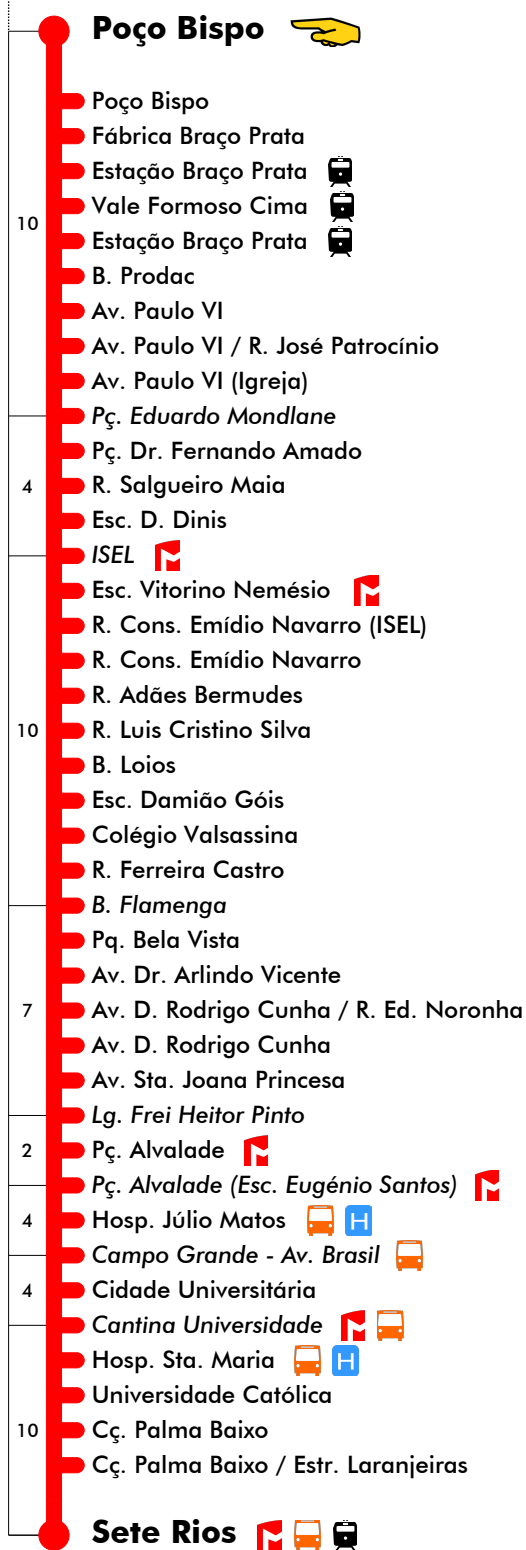 Poço Bispo
Poço Bispo
Fábrica Braço Prata
Estação Braço Prata
Vale Formoso Cima
10
Estação Braço Prata
B. Prodac
Av. Paulo VI
Av. Paulo VI / R. José Patrocínio
Av. Paulo VI (Igreja)
Pç. Eduardo Mondlane
Pç. Dr. Fernando Amado
4 R. Salgueiro Maia
Esc. D. Dinis
ISEL
Esc. Vitorino Nemésio
R. Cons. Emídio Navarro (ISEL)
R. Cons. Emídio Navarro
R. Adães Bermudes
10 R. Luis Cristino Silva
B. Loios
Esc. Damião Góis
Colégio Valsassina
R. Ferreira Castro
B. Flamenga
Pq. Bela Vista
Av. Dr. Arlindo Vicente
7 Av. D. Rodrigo Cunha / R. Ed. Noronha
Av. D. Rodrigo Cunha
Av. Sta. Joana Princesa
Lg. Frei Heitor Pinto
2 Pç. Alvalade
Pç. Alvalade (Esc. Eugénio Santos)
4 Hosp. Júlio Matos H
Campo Grande - Av. Brasil
4 Cidade Universitária
Cantina Universidade
Hosp. Sta. Maria H
Universidade Católica
10 Cç. Palma Baixo
Cç. Palma Baixo / Estr. Laranjeiras
Sete Rios